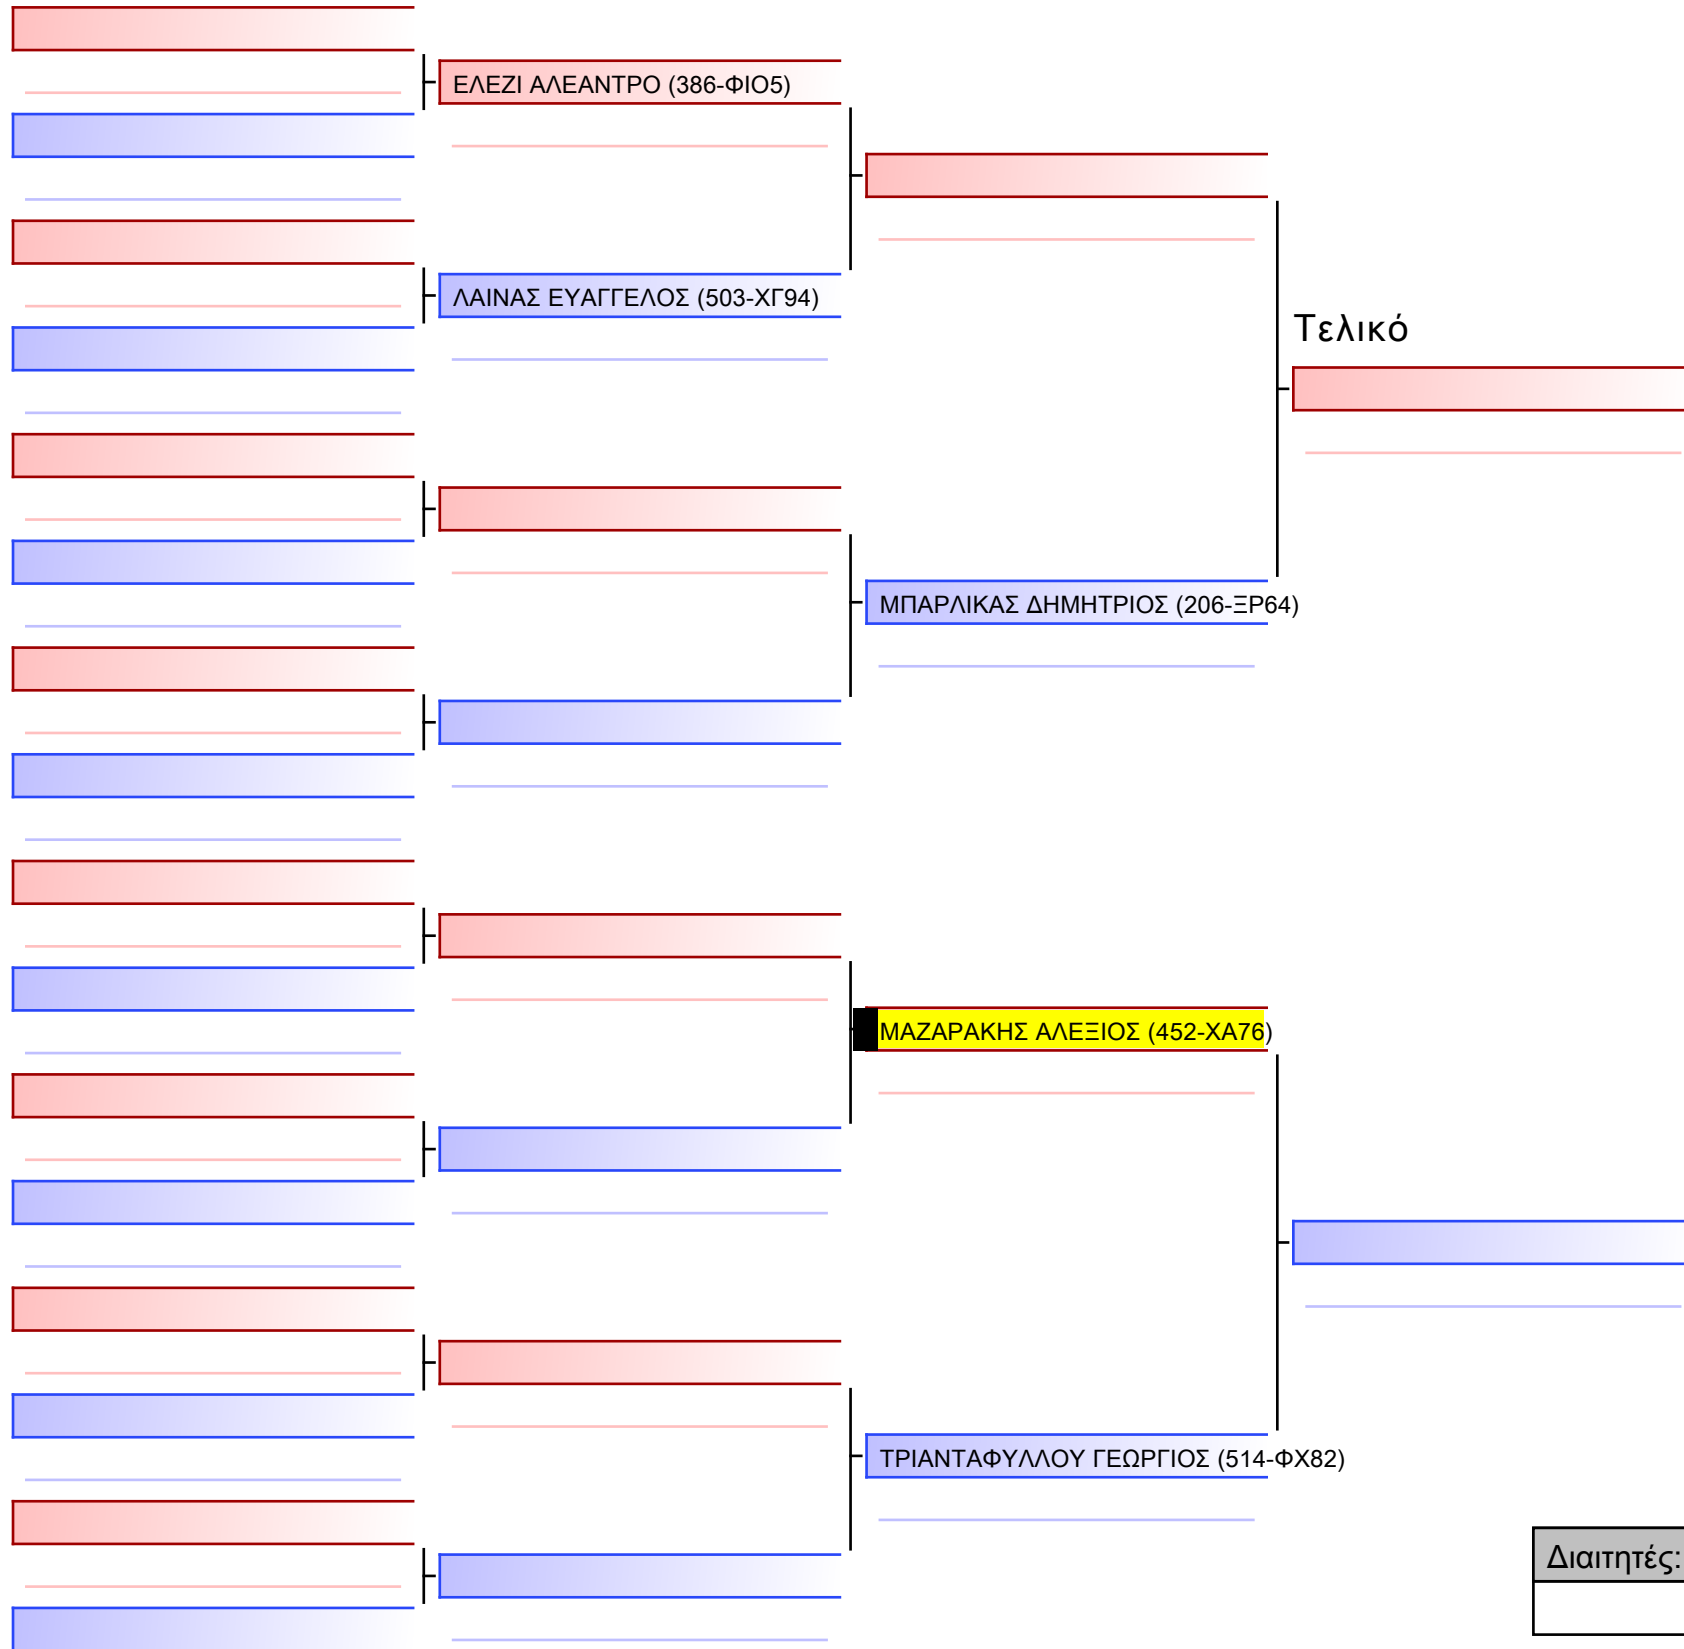 ΕΛΕΖΙ ΑΛΕΑΝΤΡΟ (386-ΦΙΟ5)
ΛΑΙΝΑΣ ΕΥΑΓΓΕΛΟΣ (503-ΧΓ94)
Τελικό
ΜΠΑΡΛΙΚΑΣ ΔΗΜΗΤΡΙΟΣ (206-ΞΡ64)
ΜΑΖΑΡΑΚΗΣ ΑΛΕΞΙΟΣ (452-ΧΑ76)
ΤΡΙΑΝΤΑΦΥΛΛΟΥ ΓΕΩΡΓΙΟΣ (514-ΦΧ82)
Διαιτητές: